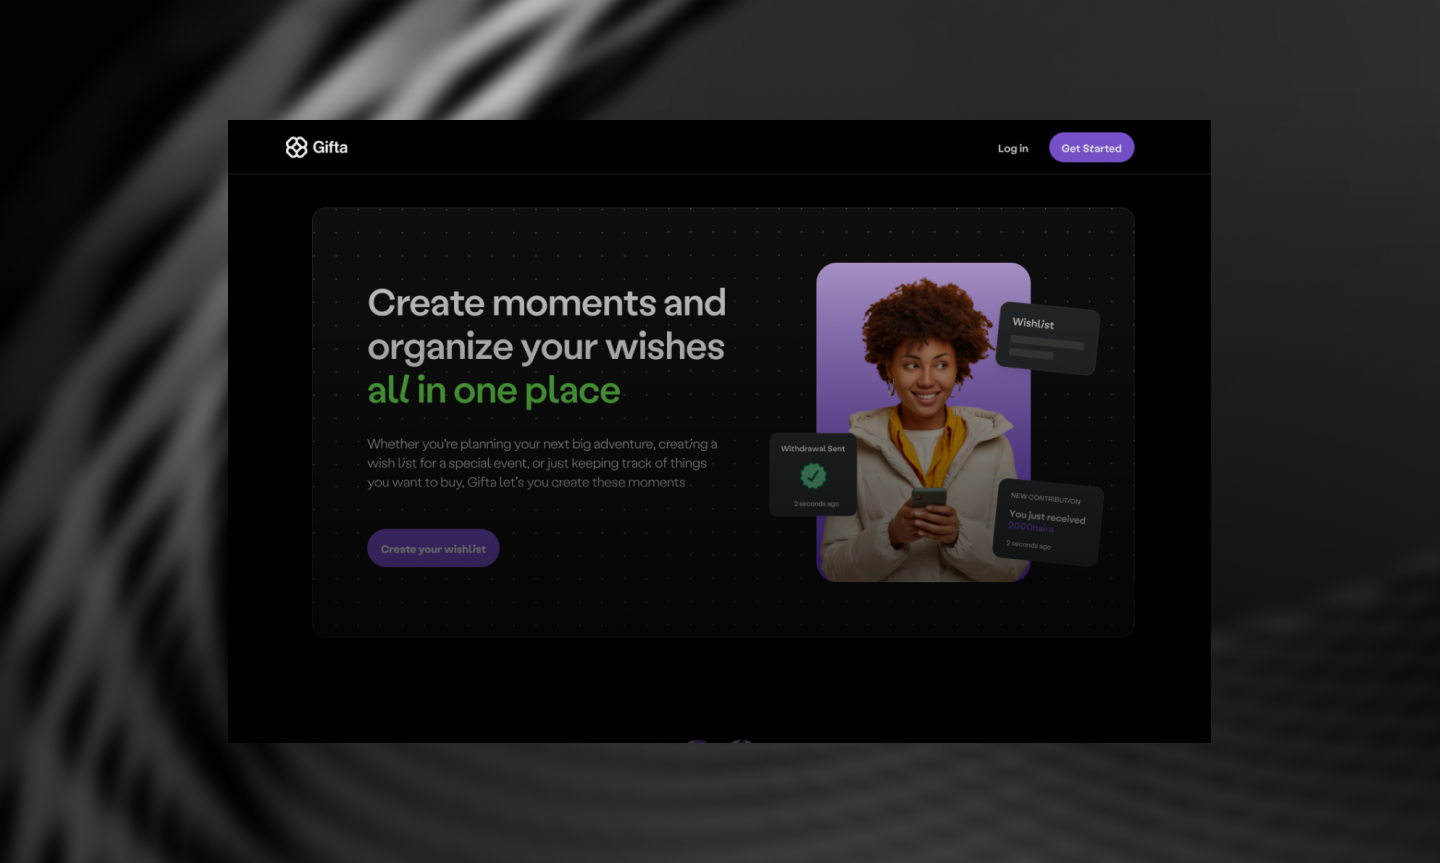 Gifta
Log in
Get Started
Create moments and
organize your wishes
all in one place
Whether you're planning your next big adventure, creating a
wish list for a special event, or just keeping track of things
you want to buy, Gifta let's you create these moments
Create your wishlist
Wishlist
Withdrawal Sent
2 seconds ago
NEW CONTRIBUTION
You just received
2000naira
2 seconds ago